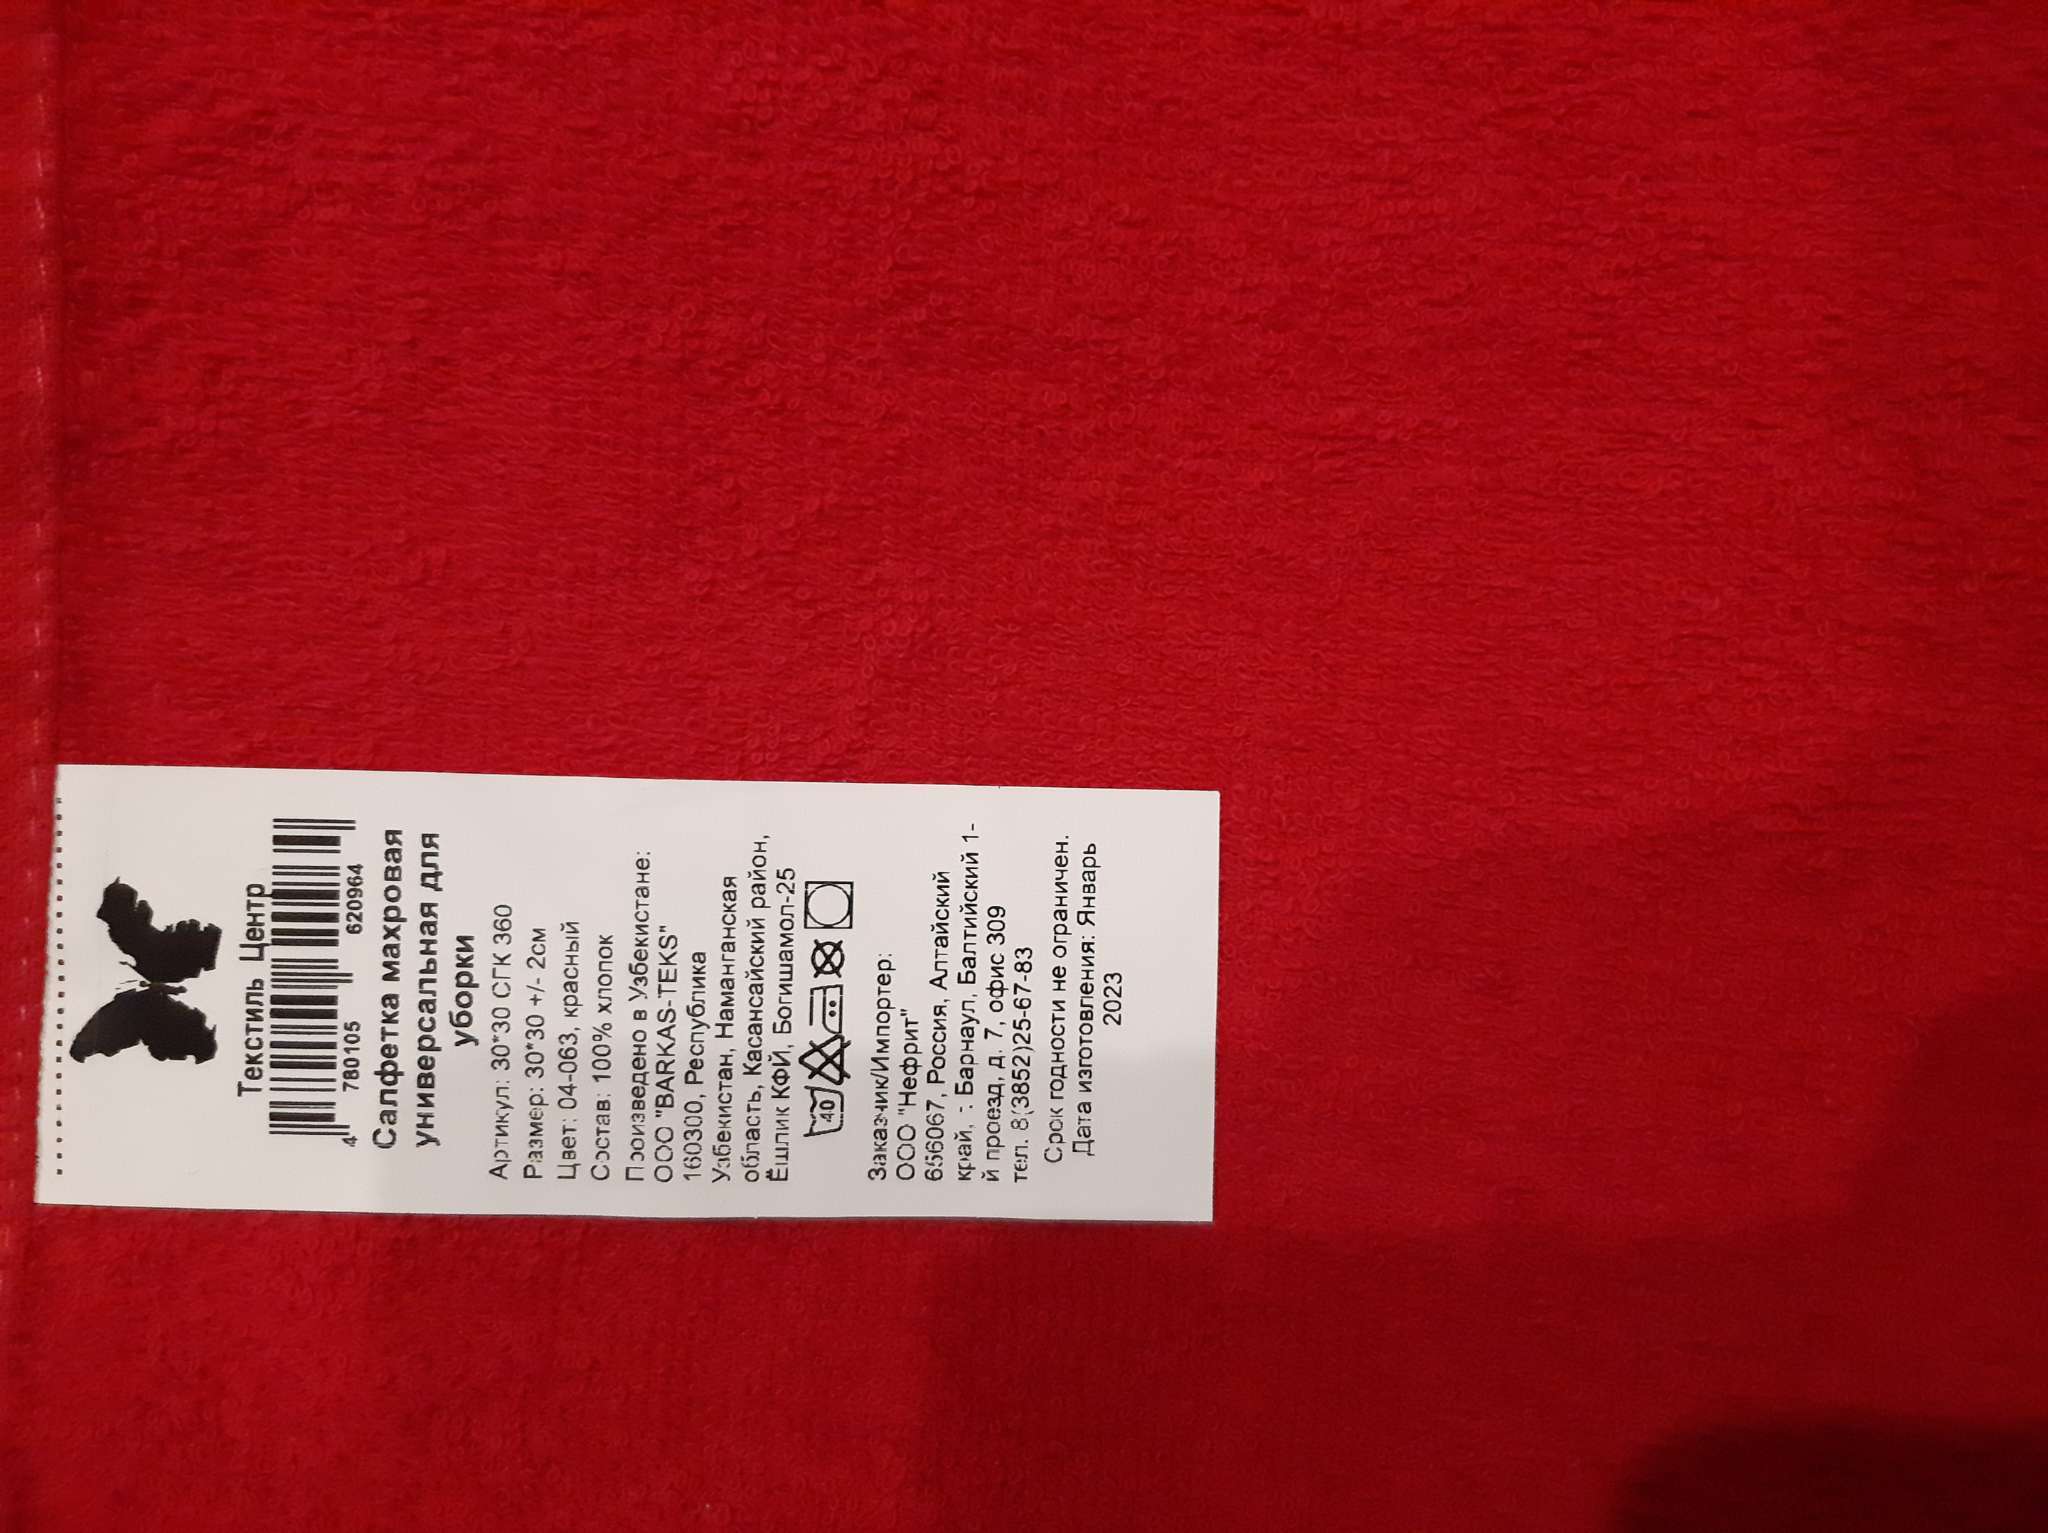 Текстиль Центр
4 780105 620964
Салфетка махровая
универсальная для
уборки
Артикул: 30*30 СГК 360
Размер: 30*30 +/- 2см
Цвет: 04-063, красный
Состав: 100% хлопок
Произведено в Узбекистане:
ООО "BARKAS-TEKS"
160300, Республика
Узбекистан, Наманганская
область, Касансайский район,
Ёшлик КФЙ, Богишамол-25
40
Заказчик/Импортер:
ООО "Нефрит"
656067, Россия, Алтайский
край, г. Барнаул, Балтийский 1-
й проезд, д. 7, офис 309
тел. 8(3852)25-67-83
Срок годности не ограничен.
Дата изготовления: Январь
2023